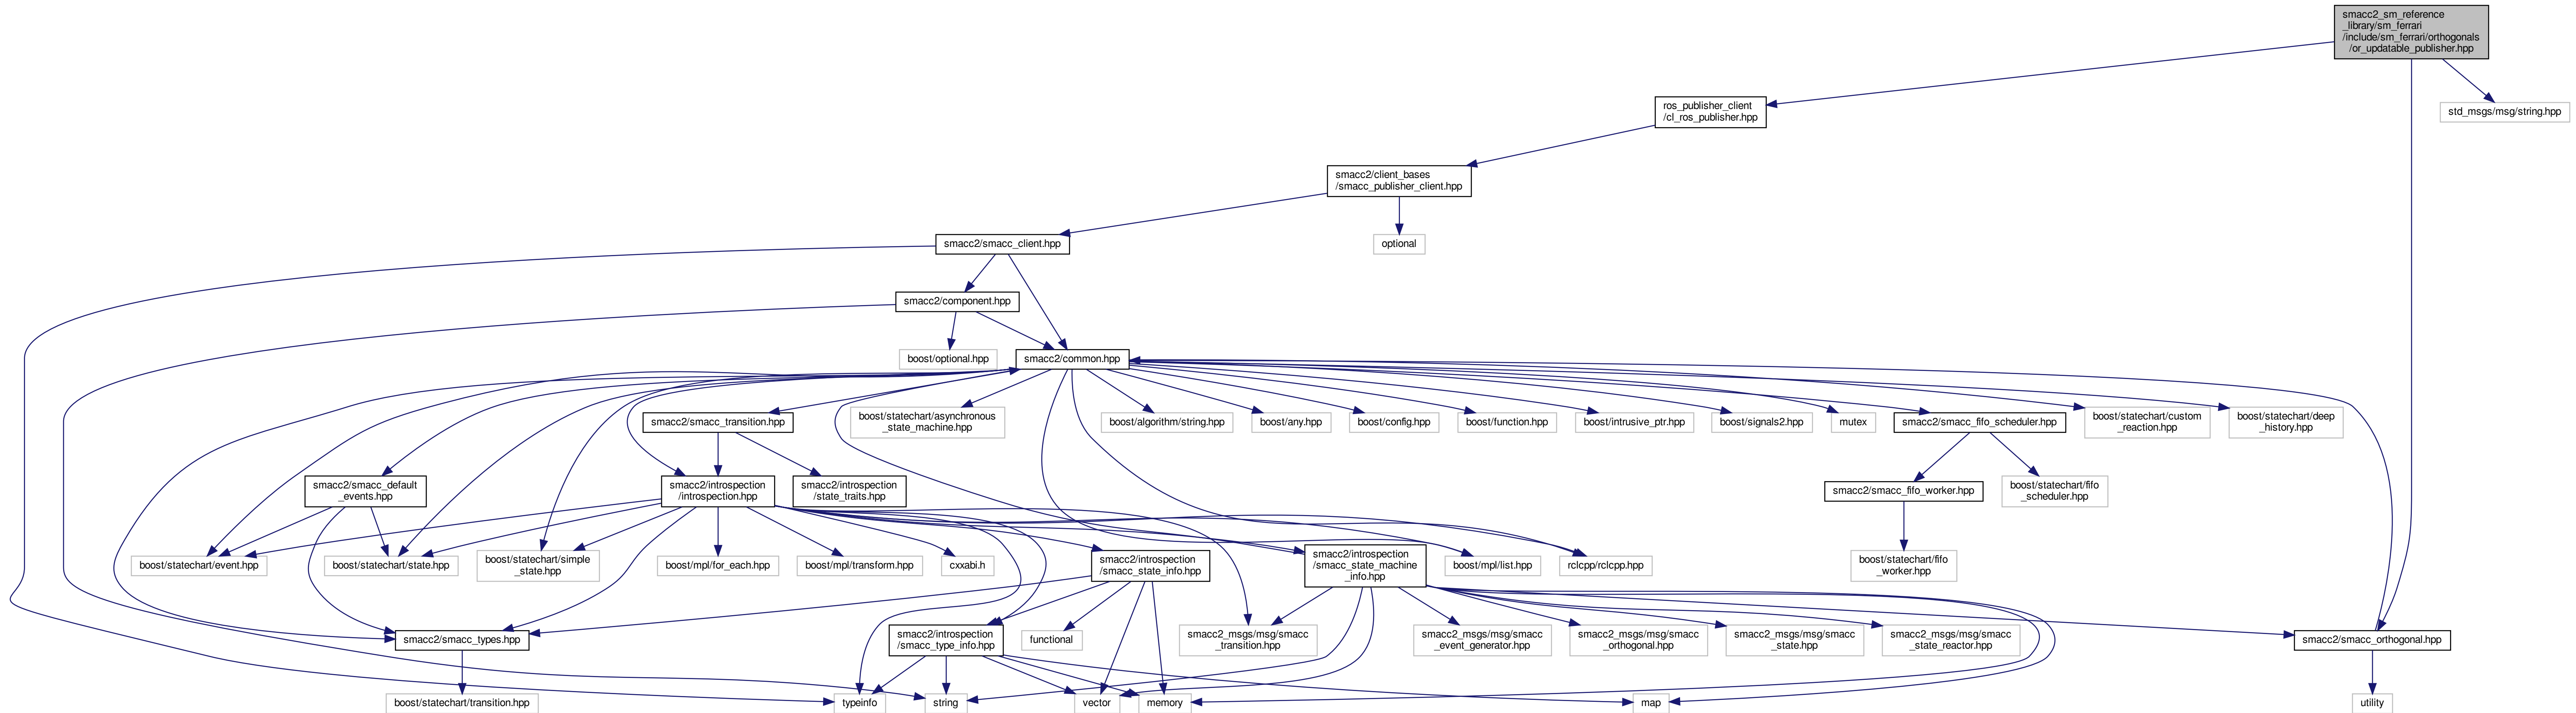 smacc2_sm_reference
_library/sm_ferrari
/include/sm_ferrari/orthogonals
/or_updatable_publisher.hpp
ros_publisher_client
/cl_ros_publisher.hpp
std_msgs/msg/string.hpp
smacc2/client_bases
/smacc_publisher_client.hpp
smacc2/smacc_client.hpp
optional
smacc2/component.hpp
boost/optional.hpp
smacc2/common.hpp
smacc2/smacc_transition.hpp
boost/statechart/asynchronous
_state_machine.hpp
boost/algorithm/string.hpp
boost/any.hpp
boost/config.hpp
boost/function.hpp
boost/intrusive_ptr.hpp
boost/signals2.hpp
mutex
smacc2/smacc_fifo_scheduler.hpp
boost/statechart/custom
_reaction.hpp
boost/statechart/deep
_history.hpp
smacc2/smacc_default
_events.hpp
smacc2/introspection
/introspection.hpp
smacc2/introspection
/state_traits.hpp
smacc2/smacc_fifo_worker.hpp
boost/statechart/fifo
_scheduler.hpp
boost/statechart/event.hpp
boost/statechart/state.hpp
boost/statechart/simple
_state.hpp
boost/mpl/for_each.hpp
boost/mpl/transform.hpp
cxxabi.h
smacc2/introspection
/smacc_state_info.hpp
smacc2/introspection
/smacc_state_machine
_info.hpp
boost/mpl/list.hpp
rclcpp/rclcpp.hpp
boost/statechart/fifo
_worker.hpp
smacc2/smacc_types.hpp
smacc2/introspection
/smacc_type_info.hpp
functional
smacc2_msgs/msg/smacc
_transition.hpp
smacc2_msgs/msg/smacc
_event_generator.hpp
smacc2_msgs/msg/smacc
_orthogonal.hpp
smacc2_msgs/msg/smacc
_state.hpp
smacc2_msgs/msg/smacc
_state_reactor.hpp
smacc2/smacc_orthogonal.hpp
boost/statechart/transition.hpp
typeinfo
string
vector
memory
map
utility